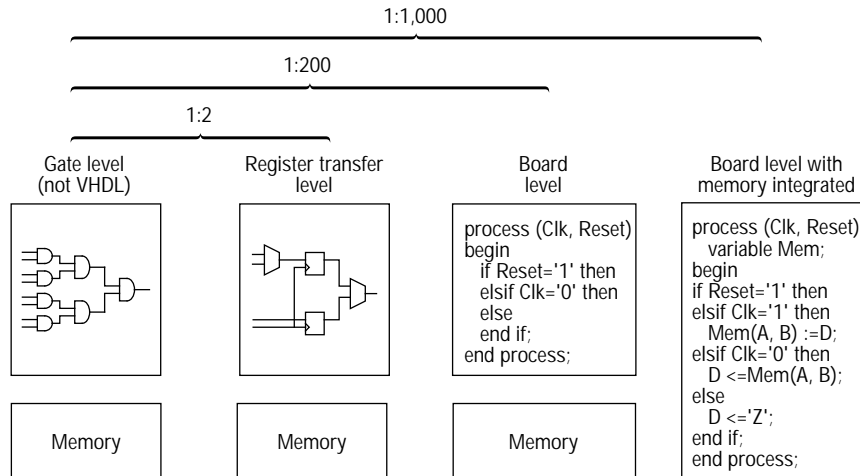 1:1,000
1:200
1:2
Gate level
(not VHDL)
Register transfer
level
Board
level
Board level with
memory integrated
process (Clk, Reset)
begin
if Reset='1' then
elsif Clk='0' then
else
end if;
end process;
process (Clk, Reset)
variable Mem;
begin
if Reset='1' then
elsif Clk='1' then
Mem(A, B) :=D;
elsif Clk='0' then
D <=Mem(A, B);
else
D <='Z';
end if;
end process;
Memory
Memory
Memory